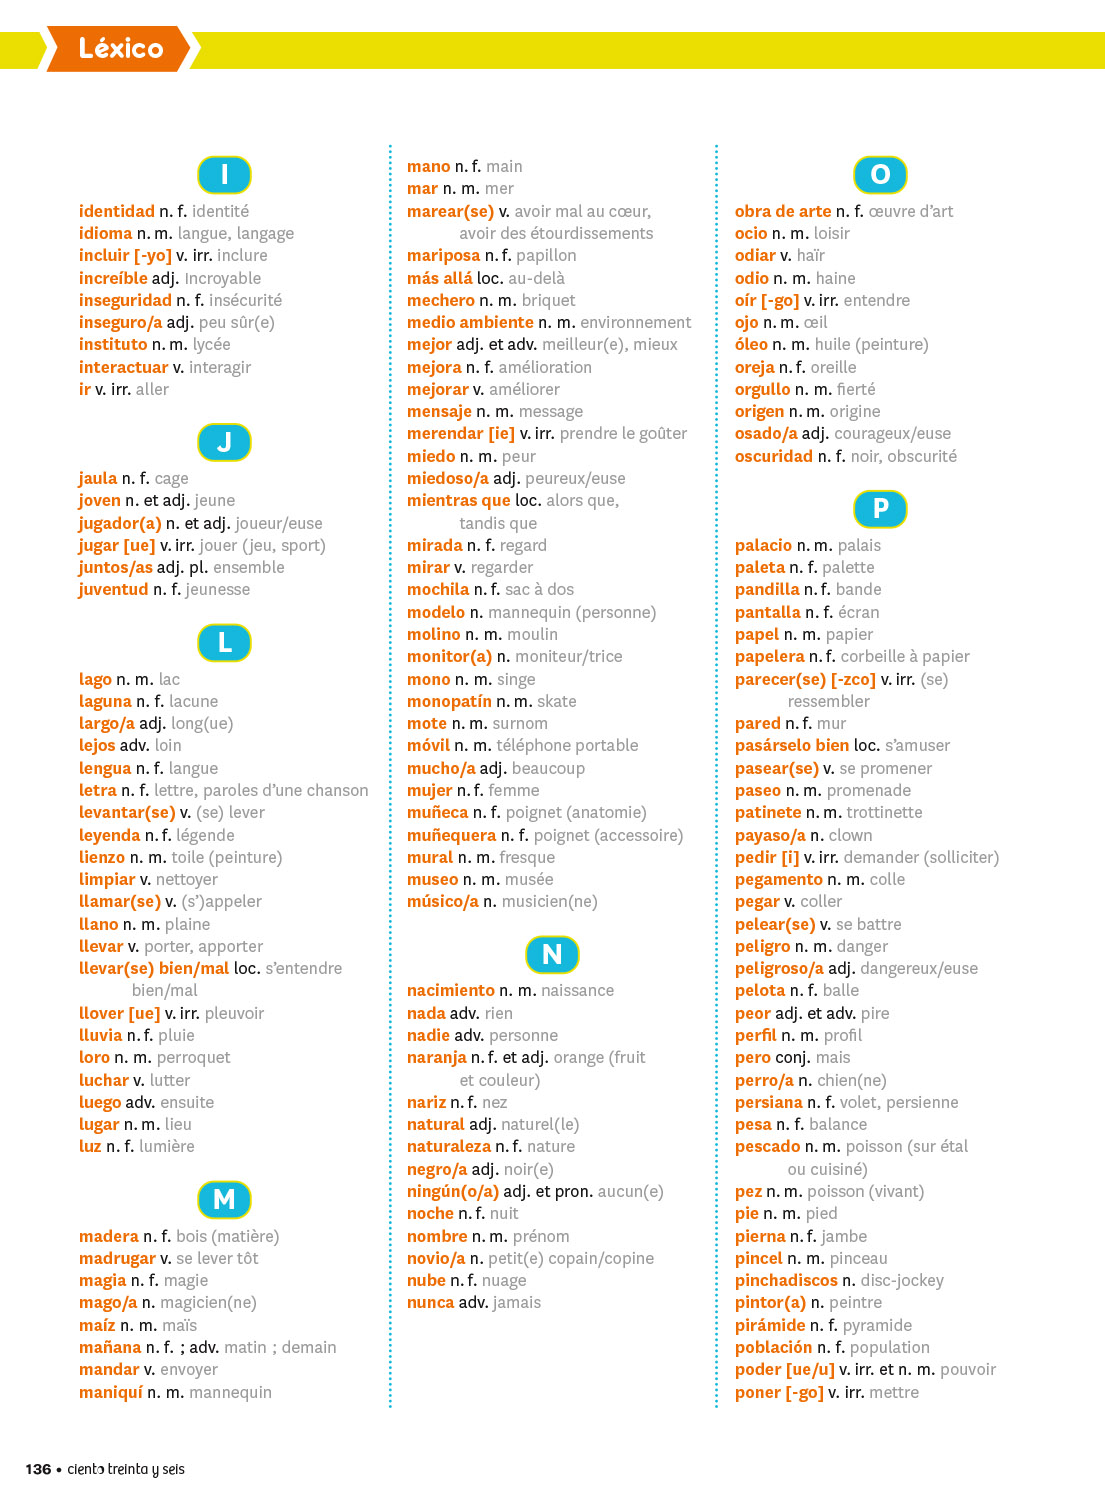 Léxico
I
identidad n. f. identité
idioma n. m. langue, langage
incluir [-yo] v. irr. inclure
increíble adj. Incroyable
inseguridad n. f. insécurité
inseguro/a adj. peu sûr(e)
instituto n. m. lycée
interactuar v. interagir
ir v. irr. aller
J
jaula n. f. cage
joven n. et adj. jeune
jugador(a) n. et adj. joueur/euse
jugar [ue] v. irr. jouer (jeu, sport)
juntos/as adj. pl. ensemble
juventud n. f. jeunesse
L
lago n. m. lac
laguna n. f. lacune
largo/a adj. long(ue)
lejos adv. loin
lengua n. f. langue
letra n. f. lettre, paroles d'une chanson
levantar(se) v. (se) lever
leyenda n. f. légende
lienzo n. m. toile (peinture)
limpiar v. nettoyer
llamar(se) v. (s')appeler
llano n. m. plaine
llevar v. porter, apporter
llevar(se) bien/mal loc. s'entendre
bien/mal
llover [ue] v. irr. pleuvoir
lluvia n. f. pluie
loro n. m. perroquet
luchar v. lutter
luego adv. ensuite
lugar n. m. lieu
luz n. f. lumière
M
madera n. f. bois (matière)
madrugar v. se lever tôt
magia n. f. magie
mago/a n. magicien(ne)
maíz n. m. maïs
mañana n. f. ; adv. matin ; demain
mandar v. envoyer
maniquí n. m. mannequin
mano n. f. main
mar n. m. mer
marear(se) v. avoir mal au cœur,
avoir des étourdissements
mariposa n. f. papillon
más allá loc. au-delà
mechero n. m. briquet
medio ambiente n. m. environnement
mejor adj. et adv. meilleur(e), mieux
mejora n. f. amélioration
mejorar v. améliorer
mensaje n. m. message
merendar [ie] v. irr. prendre le goûter
miedo n. m. peur
miedoso/a adj. peureux/euse
mientras que loc. alors que,
tandis que
mirada n. f. regard
mirar v. regarder
mochila n. f. sac à dos
modelo n. mannequin (personne)
molino n. m. moulin
monitor(a) n. moniteur/trice
mono n. m. singe
monopatín n. m. skate
mote n. m. surnom
móvil n. m. téléphone portable
mucho/a adj. beaucoup
mujer n. f. femme
muñeca n. f. poignet (anatomie)
muñequera n. f. poignet (accessoire)
mural n. m. fresque
museo n. m. musée
músico/a n. musicien(ne)
N
nacimiento n. m. naissance
nada adv. rien
nadie adv. personne
naranja n. f. et adj. orange (fruit
et couleur)
nariz n. f. nez
natural adj. naturel(le)
naturaleza n. f. nature
negro/a adj. noir(e)
ningún(o/a) adj. et pron. aucun(e)
noche n. f. nuit
nombre n. m. prénom
novio/a n. petit(e) copain/copine
nube n. f. nuage
nunca adv. jamais
O
obra de arte n. f. œuvre d'art
ocio n. m. loisir
odiar v. haïr
odio n. m. haine
oír [-go] v. irr. entendre
ojo n. m. œil
óleo n. m. huile (peinture)
oreja n. f. oreille
orgullo n. m. fierté
origen n. m. origine
osado/a adj. courageux/euse
oscuridad n. f. noir, obscurité
P
palacio n. m. palais
paleta n. f. palette
pandilla n. f. bande
pantalla n. f. écran
papel n. m. papier
papelera n. f. corbeille à papier
parecer(se) [-zco] v. irr. (se)
ressembler
pared n. f. mur
pasárselo bien loc. s'amuser
pasear(se) v. se promener
paseo n. m. promenade
patinete n. m. trottinette
payaso/a n. clown
pedir [i] v. irr. demander (solliciter)
pegamento n. m. colle
pegar v. coller
pelear(se) v. se battre
peligro n. m. danger
peligroso/a adj. dangereux/euse
pelota n. f. balle
peor adj. et adv. pire
perfil n. m. profil
pero conj. mais
perro/a n. chien(ne)
persiana n. f. volet, persienne
pesa n. f. balance
pescado n. m. poisson (sur étal
ou cuisiné)
pez n. m. poisson (vivant)
pie n. m. pied
pierna n. f. jambe
pincel n. m. pinceau
pinchadiscos n. disc-jockey
pintor(a) n. peintre
pirámide n. f. pyramide
población n. f. population
poder [ue/u] v. irr. et n. m. pouvoir
poner [-go] v. irr. mettre
136 • ciento treinta y seis